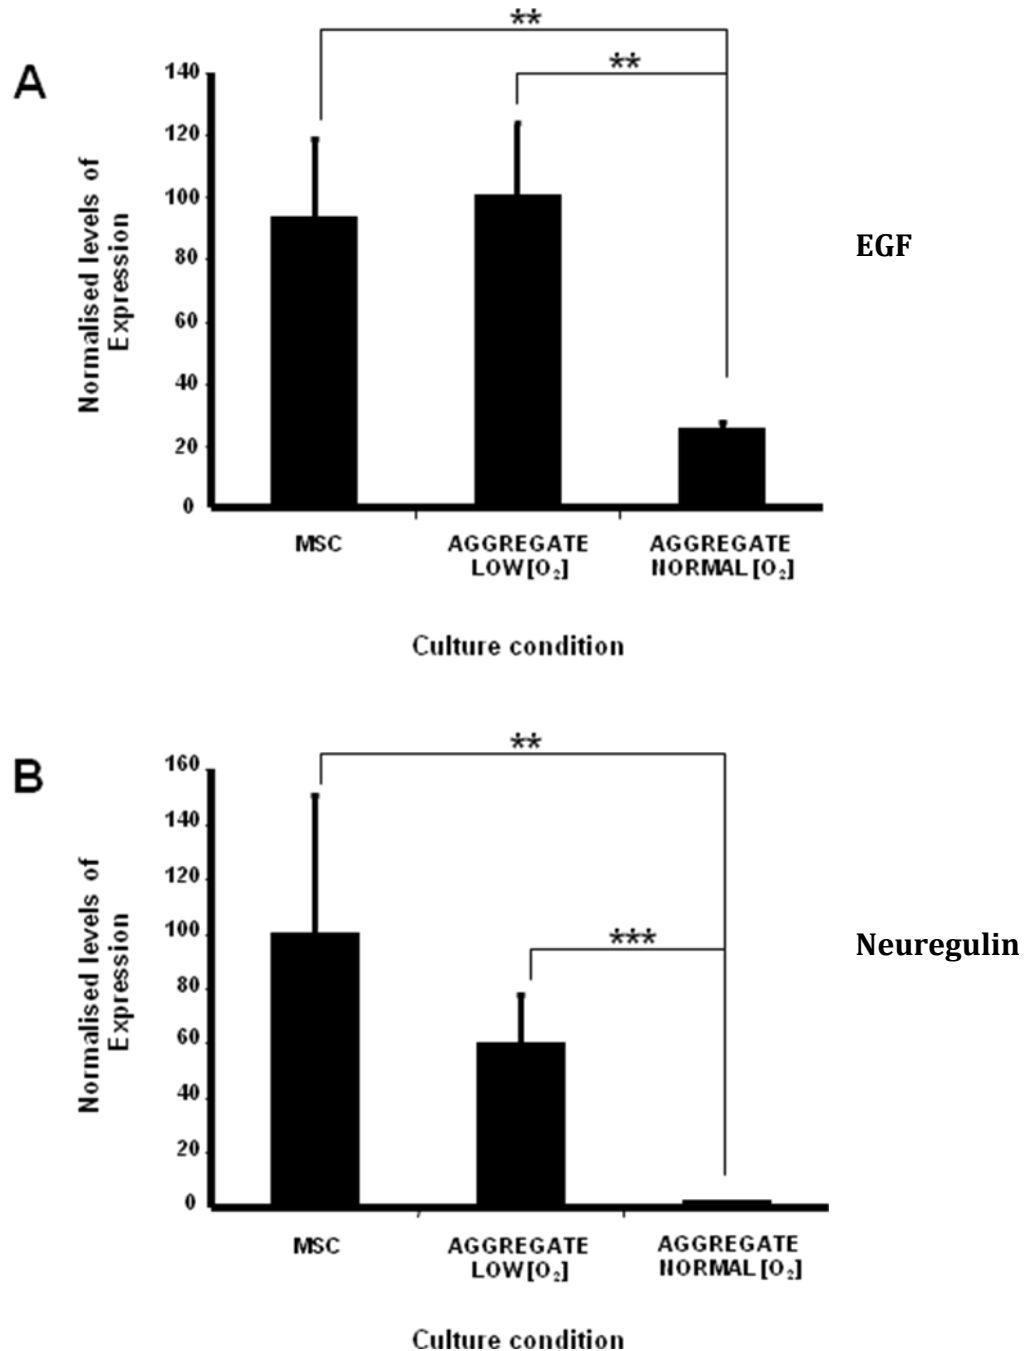 **
**
A
140
120
100
80
60
40
20
0
Normalised levels of
Expression
EGF
MSC
AGGREGATE
LOW [O₂]
AGGREGATE
NORMAL [O₂]
Culture condition
**
B
160
140
120
100
80
60
40
20
0
Normalised levels of
Expression
***
Neuregulin
MSC
AGGREGATE
LOW [O₂]
AGGREGATE
NORMAL [O₂]
Culture condition